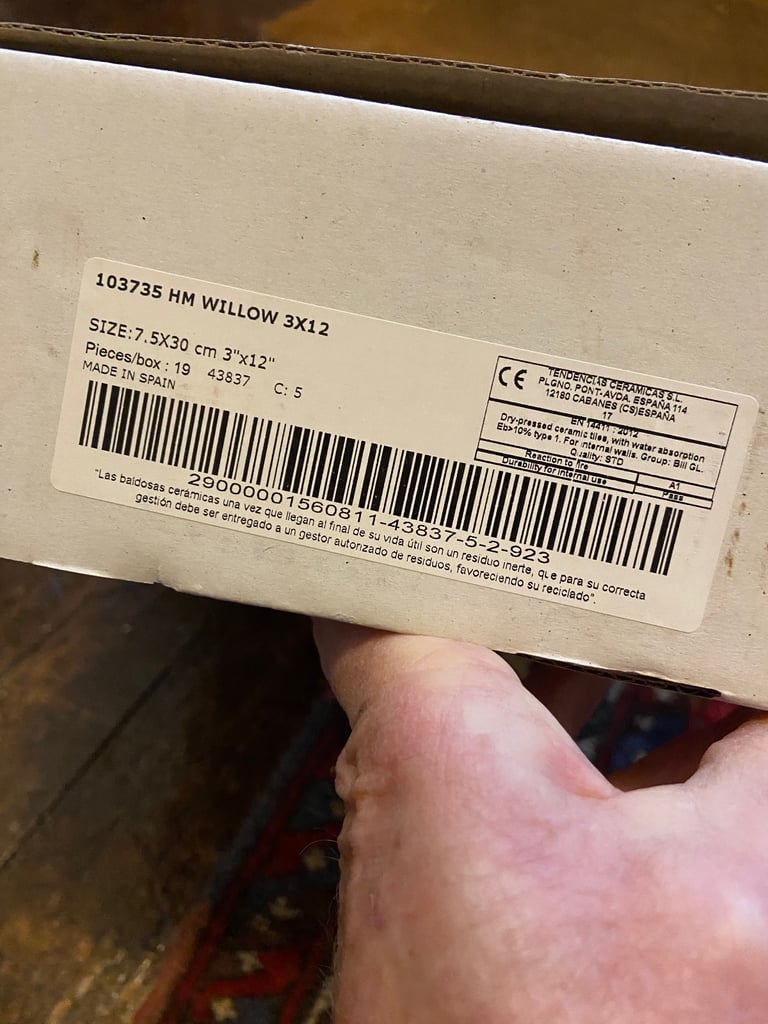 103735 HM WILLOW 3X12
SIZE:7.5X30 cm 3"x12"
Pieces/box : 19 43837 C: 5
MADE IN SPAIN
CE
TENDENCIAS CERAMICAS S.L.
PLGNO. PONT-AVDA. ESPAÑA 114
12180 CABANES (CS)ESPAÑA
17
EN 14411 : 2012
Dry-pressed ceramic tiles, with water absorption
Eb>10% type 1. For internal walls. Group: BIII GL.
Quality: STD
Reaction to fire A1
Durability for internal use Pass
29000001560811-43837-5-2-923
"Las baldosas cerámicas una vez que llegan al final de su vida útil son un residuo inerte, que para su correcta
gestión debe ser entregado a un gestor autorizado de residuos, favoreciendo su reciclado".